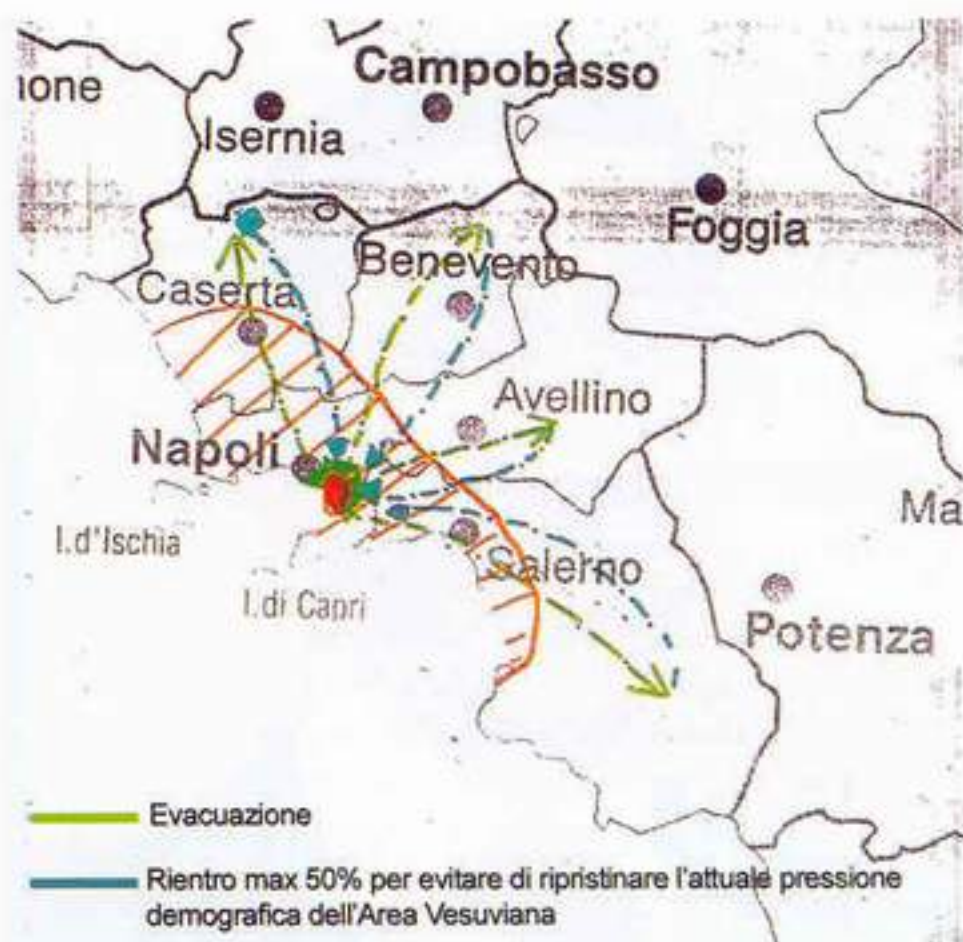 Campobasso
ione
Isernia
Foggia
Benevento
Caserta
Avellino
Napoli
Ma
I.d'Ischia
Salerno
I.di Capri
Potenza
Evacuazione
Rientro max 50% per evitare di ripristinare l'attuale pressione
demografica dell'Area Vesuviana